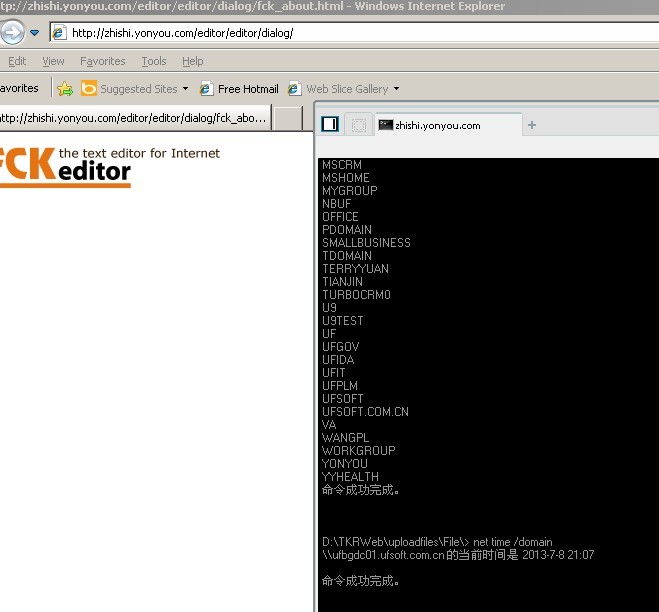 tp://zhishi.yonyou.com/editor/editor/dialog/fck_about.html - Windows Internet Explorer
http://zhishi.yonyou.com/editor/editor/dialog/
Edit View Favorites Tools Help
avorites Suggested Sites Free Hotmail Web Slice Gallery
http://zhishi.yonyou.com/editor/editor/dialog/fck_abo...
zhishi.yonyou.com
FCK the text editor for Internet
editor
MSCRM
MSHOME
MYGROUP
NBUF
OFFICE
PDOMAIN
SMALLBUSINESS
TDOMAIN
TERRYYUAN
TIANJIN
TURBOCRM0
U9
U9TEST
UF
UFGOV
UFIDA
UFIT
UFPLM
UFSOFT
UFSOFT.COM.CN
VA
WANGPL
WORKGROUP
YONYOU
YYHEALTH
命令成功完成。
D:\TKRWeb\uploadfiles\File\> net time /domain
\\ufbgdc01.ufsoft.com.cn 的当前时间是 2013-7-8 21:07
命令成功完成。